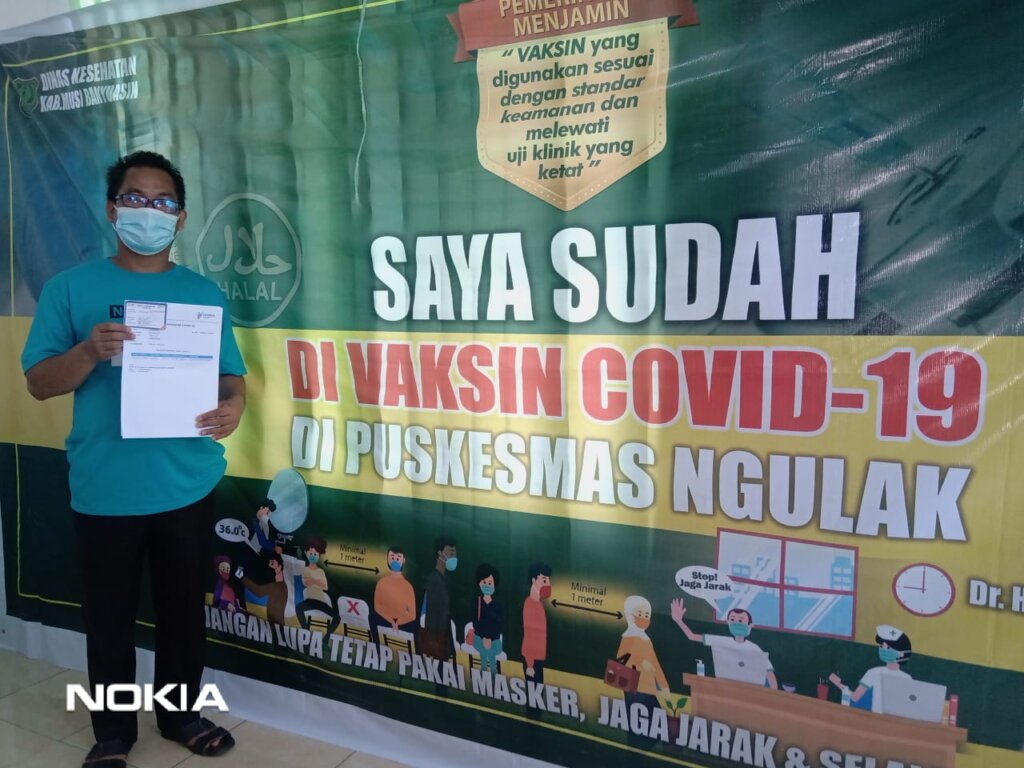 DINAS KESEHATAN
KAB.MUSI BANYUASIN
MENJAMIN
“ VAKSIN yang
digunakan sesuai
dengan standar
keamanan dan
melewati
uji klinik yang
ketat ”
حلال
HALAL
SAYA SUDAH
DI VAKSIN COVID-19
DI PUSKESMAS NGULAK
36.0°c
Minimal
1 meter
X
Minimal
1 meter
Stop!
Jaga Jarak
Dr. H
JANGAN LUPA TETAP PAKAI MASKER, JAGA JARAK &
NOKIA